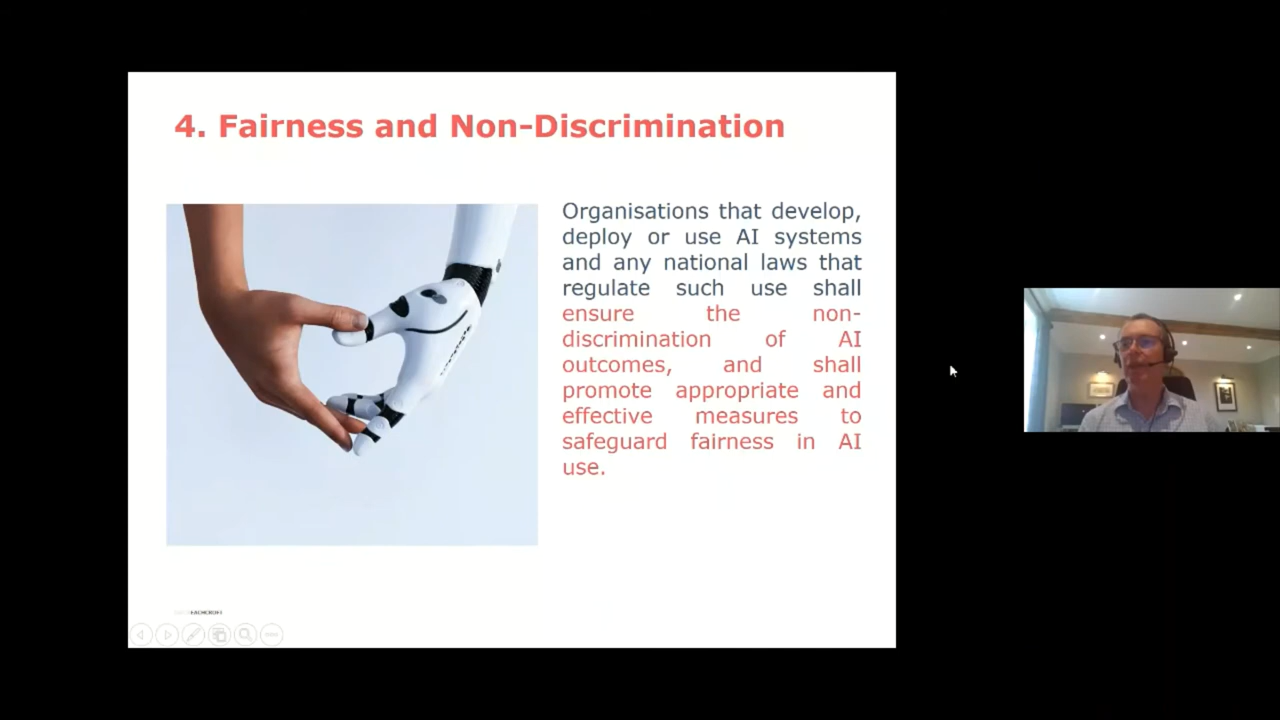 4. Fairness and Non-Discrimination
Organisations that develop,
deploy or use AI systems
and any national laws that
regulate such use shall
ensure the non-
discrimination of AI
outcomes, and shall
promote appropriate and
effective measures to
safeguard fairness in AI
use.